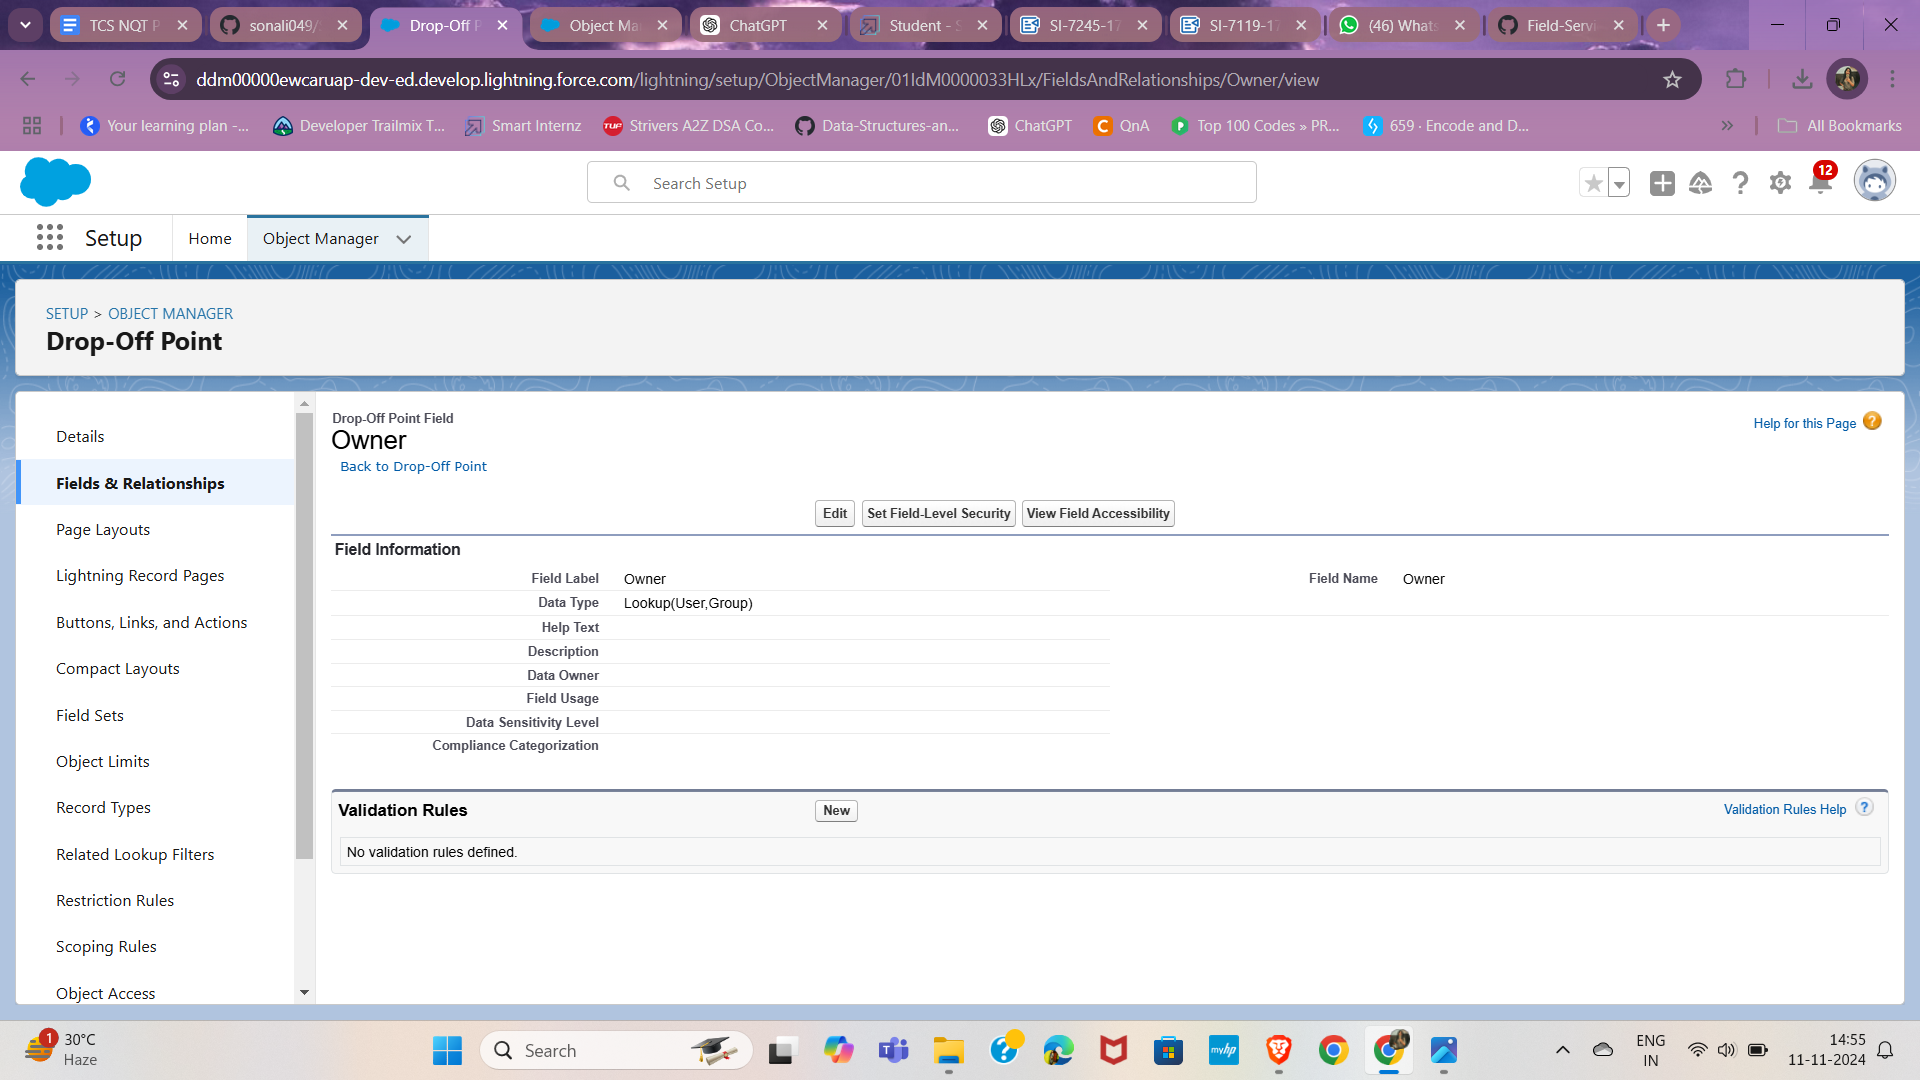 TCS NQT P
sonali049/
Drop-Off P
Object Ma
ChatGPT
Student - S
SI-7245-17
SI-7119-17
(46) Whats
Field-Servi
ddm00000ewcaruap-dev-ed.develop.lightning.force.com/lightning/setup/ObjectManager/01IdM0000033HLx/FieldsAndRelationships/Owner/view
Your learning plan -...
Developer Trailmix T...
Smart Internz
TUF
Strivers A2Z DSA Co...
Data-Structures-an...
ChatGPT
QnA
Top 100 Codes » PR...
659 · Encode and D...
All Bookmarks
Search Setup
12
Setup
Home
Object Manager
SETUP > OBJECT MANAGER
Drop-Off Point
Details
Fields & Relationships
Page Layouts
Lightning Record Pages
Buttons, Links, and Actions
Compact Layouts
Field Sets
Object Limits
Record Types
Related Lookup Filters
Restriction Rules
Scoping Rules
Object Access
Drop-Off Point Field
Owner
Back to Drop-Off Point
Help for this Page
Edit
Set Field-Level Security
View Field Accessibility
Field Information
Field Label Owner
Field Name Owner
Data Type Lookup(User,Group)
Help Text
Description
Data Owner
Field Usage
Data Sensitivity Level
Compliance Categorization
Validation Rules
New
Validation Rules Help
No validation rules defined.
1
30°C
Haze
Search
myhp
ENG
IN
14:55
11-11-2024